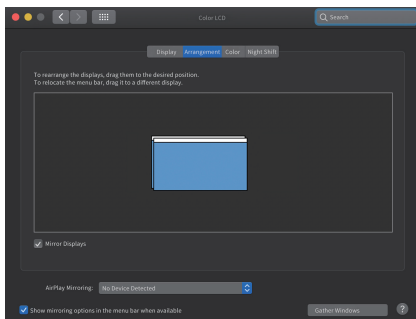 Color LCD
Search
Display Arrangement Color Night Shift
To rearrange the displays, drag them to the desired position.
To relocate the menu bar, drag it to a different display.
Mirror Displays
AirPlay Mirroring: No Device Detected
Show mirroring options in the menu bar when available
Gather Windows ?